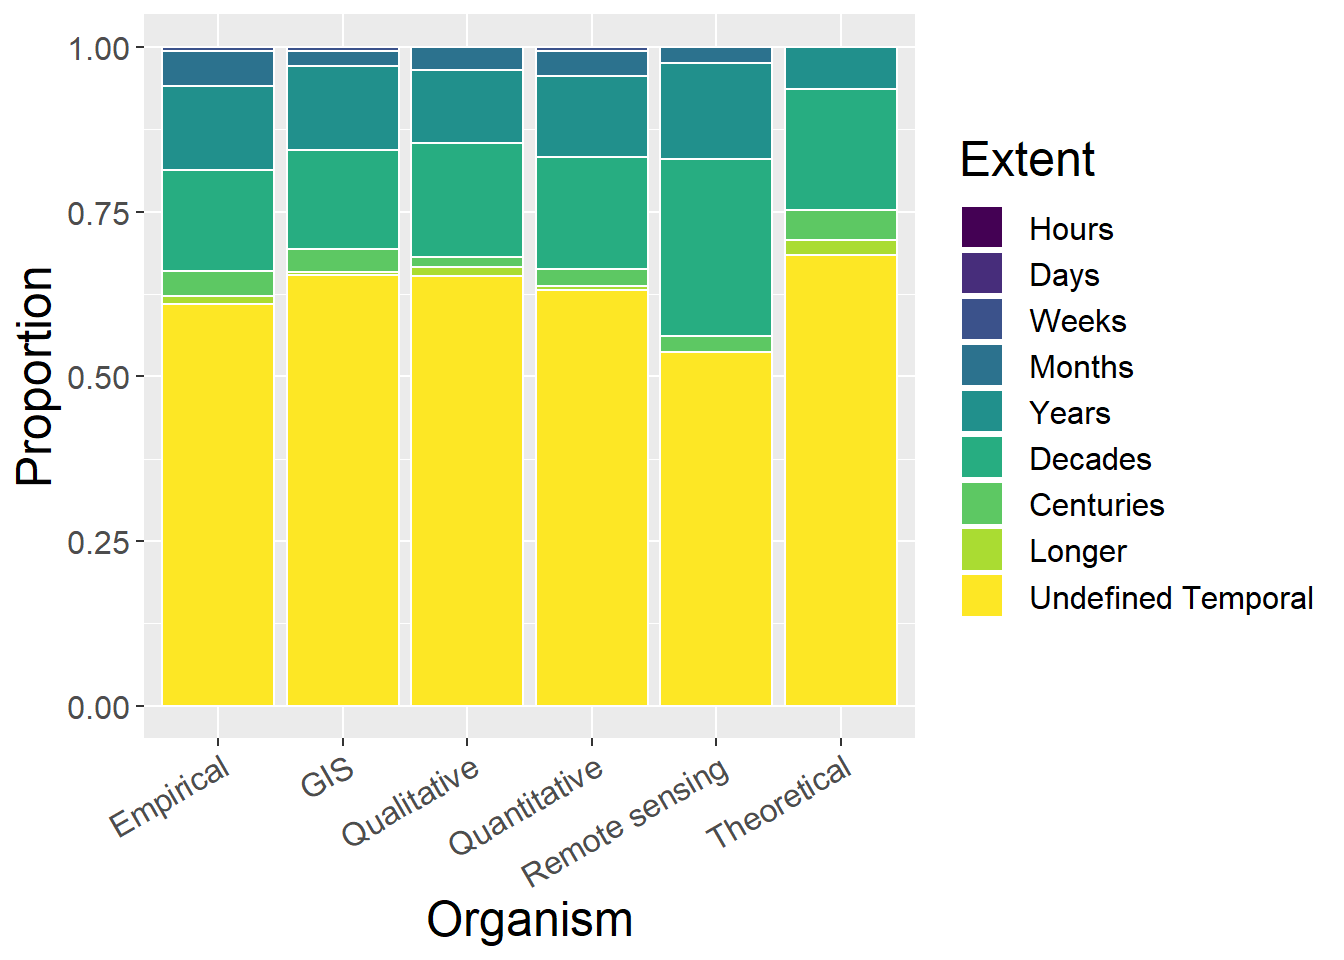 1.00
0.75
0.50
0.25
0.00
Proportion
Empirical
GIS
Qualitative
Quantitative
Remote sensing
Theoretical
Organism
Extent
Hours
Days
Weeks
Months
Years
Decades
Centuries
Longer
Undefined Temporal